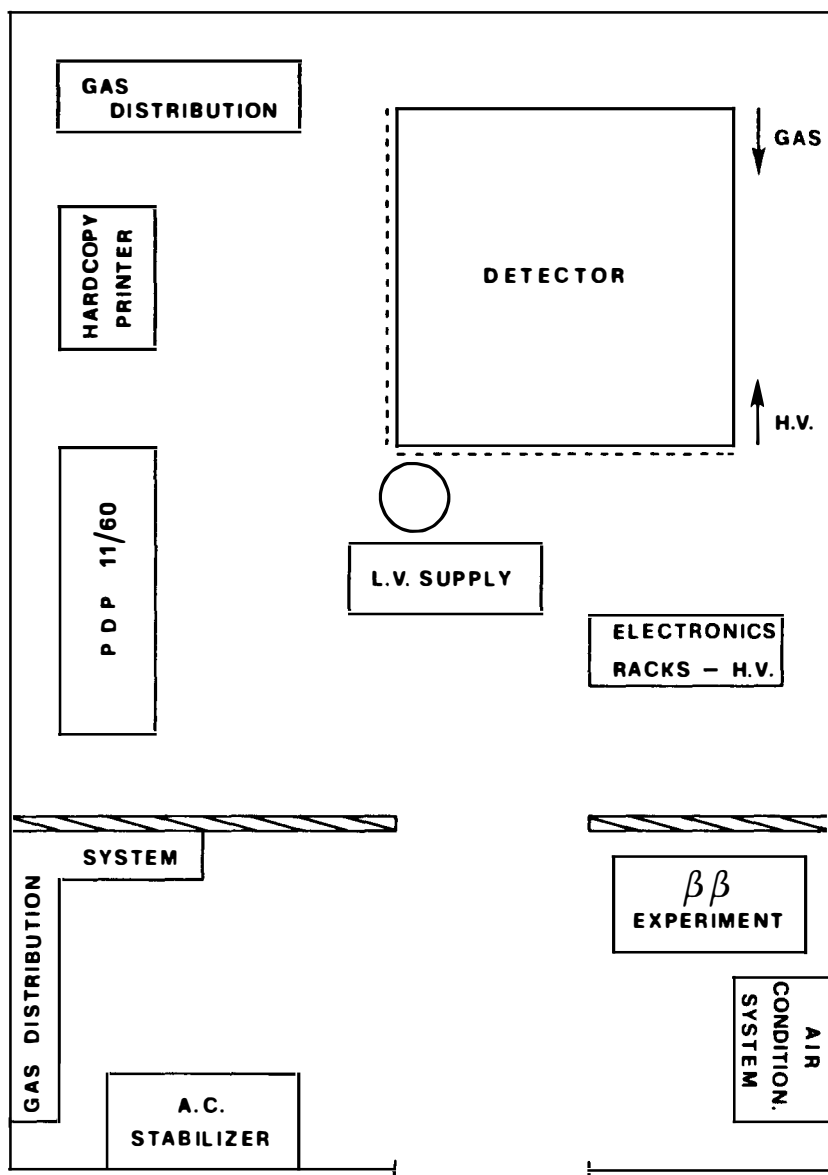 GAS
DISTRIBUTION
GAS
HARDCOPY
PRINTER
DETECTOR
H.V.
PDP 11/60
L.V. SUPPLY
ELECTRONICS
RACKS – H.V.
SYSTEM
GAS DISTRIBUTION
ββ
EXPERIMENT
AIR
CONDITION.
SYSTEM
A.C.
STABILIZER